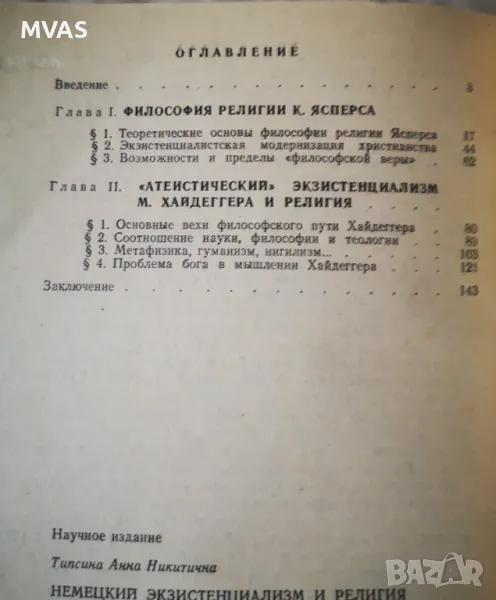 MVAS
ОГЛАВЛЕНИЕ
Введение . . . . . . . . . . . . 3
Глава I. ФИЛОСОФИЯ РЕЛИГИИ К. ЯСПЕРСА
§ 1. Теоретические основы философии религии Ясперса 17
§ 2. Экзистенциалистская модернизация христианства 44
§ 3. Возможности и пределы «философской веры» . . 62
Глава II. «АТЕИСТИЧЕСКИЙ» ЭКЗИСТЕНЦИАЛИЗМ
М. ХАЙДЕГГЕРА И РЕЛИГИЯ . . . . .
§ 1. Основные вехи философского пути Хайдеггера . 80
§ 2. Соотношение науки, философии и теологии . . 89
§ 3. Метафизика, гуманизм, нигилизм... . . . . 103
§ 4. Проблема бога в мышлении Хайдеггера . . . 121
Заключение . . . . . . . . . . . 143
Научное издание
Типсина Анна Никитична
НЕМЕЦКИЙ ЭКЗИСТЕНЦИАЛИЗМ И РЕЛИГИЯ
bazar